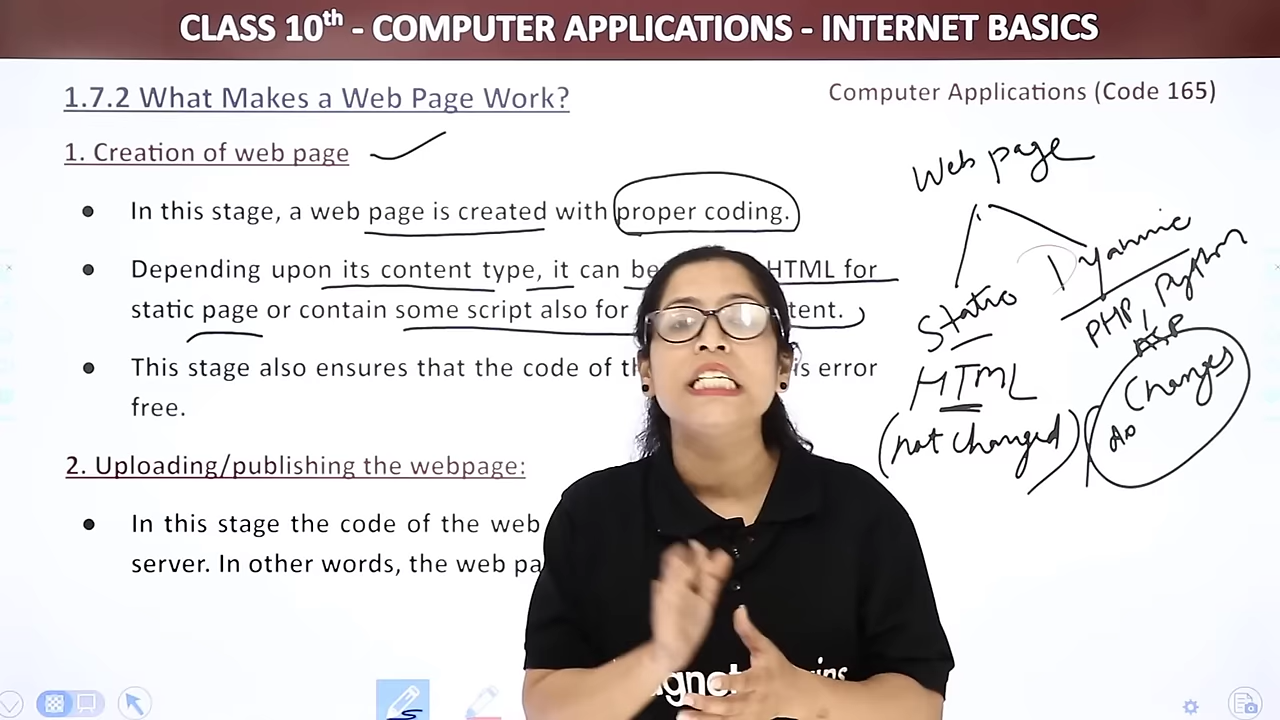 CLASS 10th - COMPUTER APPLICATIONS - INTERNET BASICS
1.7.2 What Makes a Web Page Work?
Computer Applications (Code 165)
1. Creation of web page
In this stage, a web page is created with proper coding.
Depending upon its content type, it can be HTML for
static page or contain some script also for tent.
This stage also ensures that the code of th is error
free.
2. Uploading/publishing the webpage:
In this stage the code of the web
server. In other words, the web pa
Web page
Static
Dyanmic
HTML
PHP, Python
(not changed)
Changes